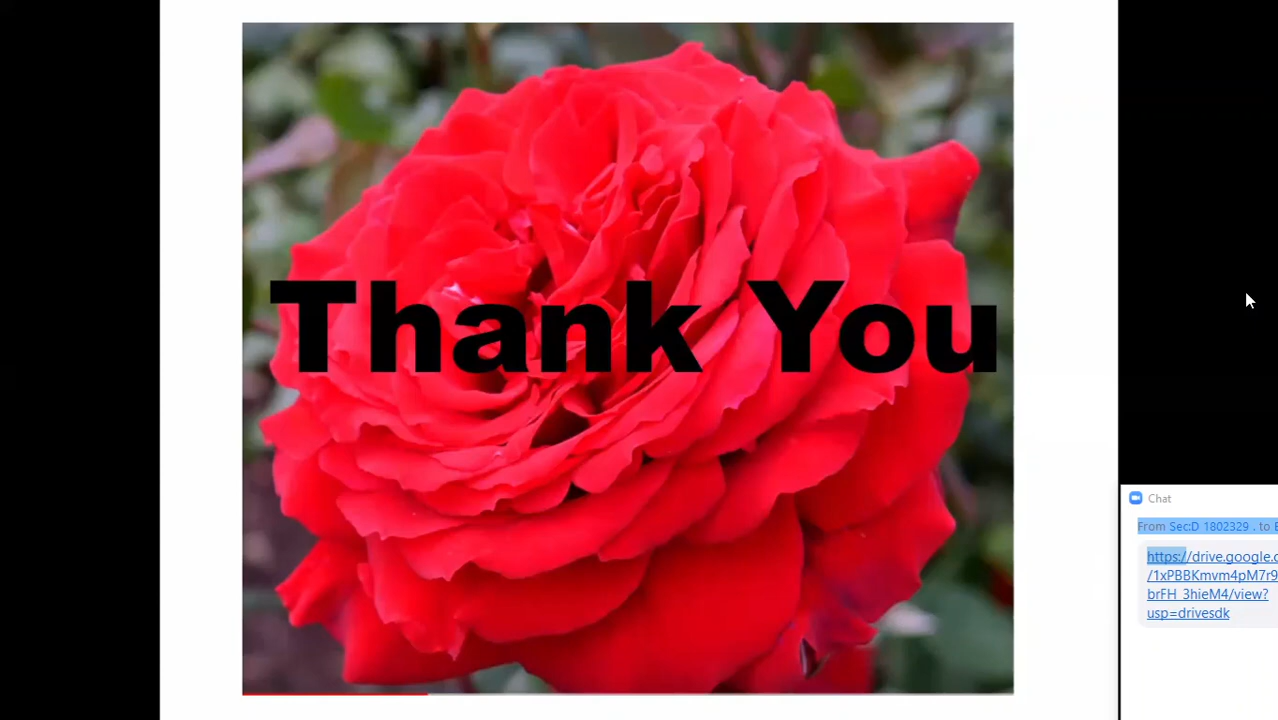 Thank You
Chat
From Sec:D 1802329 . to
https://drive.google.
/1xPBBKmvm4pM7r9
brFH_3hieM4/view?
usp=drivesdk